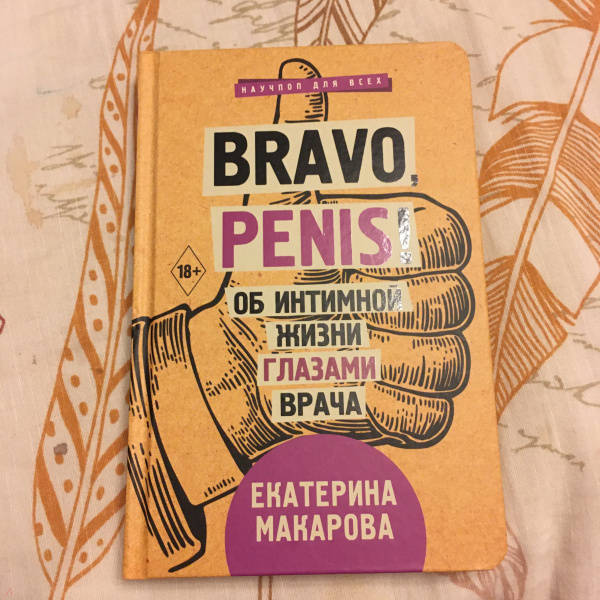 НАУЧПОП ДЛЯ ВСЕХ
BRAVO,
PENIS!
18+
ОБ ИНТИМНОЙ
ЖИЗНИ
ГЛАЗАМИ
ВРАЧА
ЕКАТЕРИНА
МАКАРОВА